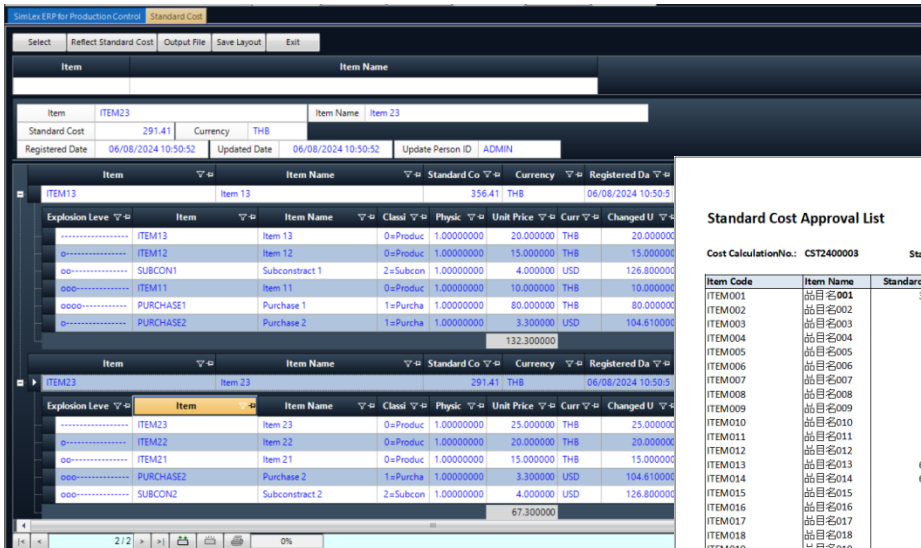 SimLex ERP for Production Control Standard Cost
Select Reflect Standard Cost Output File Save Layout Exit
Item Item Name
Item ITEM23 Item Name Item 23
Standard Cost 291.41 Currency THB
Registered Date 06/08/2024 10:50:52 Updated Date 06/08/2024 10:50:52 Update Person ID ADMIN
Item Item Name Standard Co Currency Registered Da
ITEM13 Item 13 356.41 THB 06/08/2024 10:50:5
Explosion Leve Item Item Name Classi Physic Unit Price Curr Changed U
----------------- ITEM13 Item 13 0=Produc 1.00000000 20.000000 THB 20.000000
o---------------- ITEM12 Item 12 0=Produc 1.00000000 15.000000 THB 15.000000
oo--------------- SUBCON1 Subconstract 1 2=Subcon 1.00000000 4.000000 USD 126.800000
ooo-------------- ITEM11 Item 11 0=Produc 1.00000000 10.000000 THB 10.000000
oooo------------- PURCHASE1 Purchase 1 1=Purcha 1.00000000 80.000000 THB 80.000000
o---------------- PURCHASE2 Purchase 2 1=Purcha 1.00000000 3.300000 USD 104.610000
132.300000
Item Item Name Standard Co Currency Registered Da
ITEM23 Item 23 291.41 THB 06/08/2024 10:50:5
Explosion Leve Item Item Name Classi Physic Unit Price Curr Changed U
----------------- ITEM23 Item 23 0=Produc 1.00000000 25.000000 THB 25.000000
o---------------- ITEM22 Item 22 0=Produc 1.00000000 20.000000 THB 20.000000
oo--------------- ITEM21 Item 21 0=Produc 1.00000000 15.000000 THB 15.000000
ooo-------------- PURCHASE2 Purchase 2 1=Purcha 1.00000000 3.300000 USD 104.610000
ooo-------------- SUBCON2 Subconstract 2 2=Subcon 1.00000000 4.000000 USD 126.800000
67.300000
2/2 0%
Standard Cost Approval List
Cost CalculationNo.: CST2400003 Sta
Item Code Item Name Standard
ITEM001 品目名001
ITEM002 品目名002
ITEM003 品目名003
ITEM004 品目名004
ITEM005 品目名005
ITEM006 品目名006
ITEM007 品目名007
ITEM008 品目名008
ITEM009 品目名009
ITEM010 品目名010
ITEM011 品目名011
ITEM012 品目名012
ITEM013 品目名013
ITEM014 品目名014
ITEM015 品目名015
ITEM016 品目名016
ITEM017 品目名017
ITEM018 品目名018